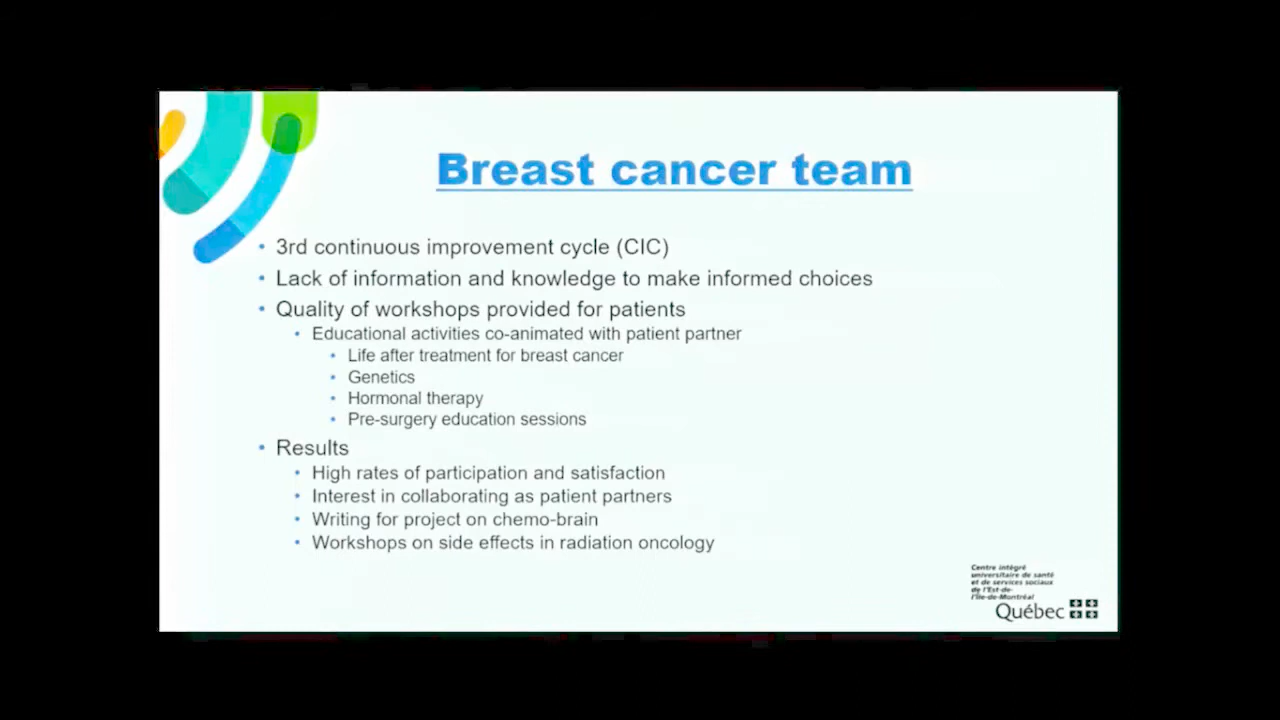 Breast cancer team
• 3rd continuous improvement cycle (CIC)
• Lack of information and knowledge to make informed choices
• Quality of workshops provided for patients
• Educational activities co-animated with patient partner
• Life after treatment for breast cancer
• Genetics
• Hormonal therapy
• Pre-surgery education sessions
• Results
• High rates of participation and satisfaction
• Interest in collaborating as patient partners
• Writing for project on chemo-brain
• Workshops on side effects in radiation oncology
Centre intégré
universitaire de santé
et de services sociaux
de l'Est-de-
l'Île-de-Montréal
Québec